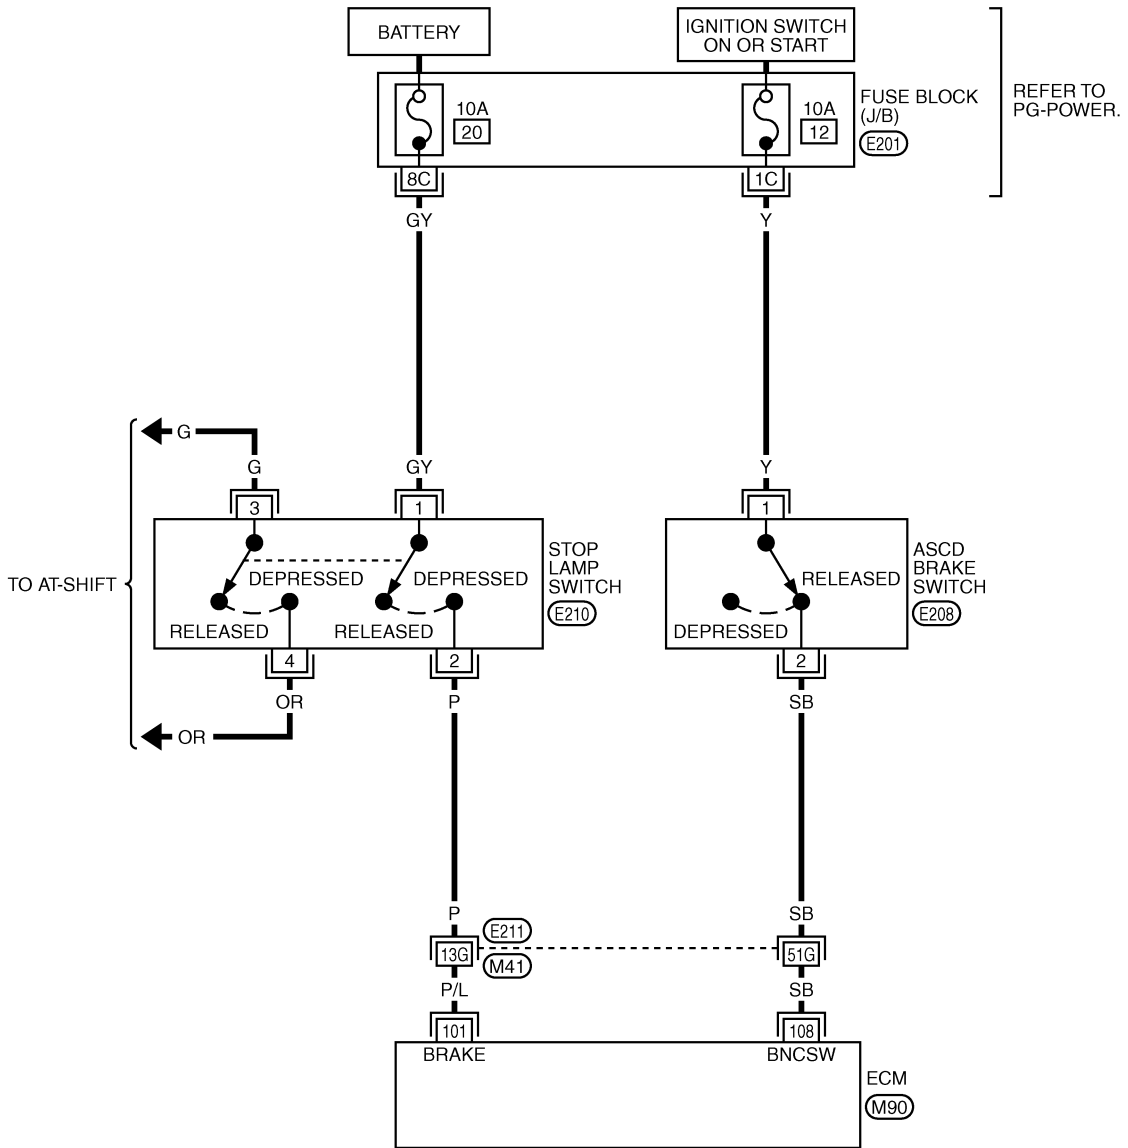 BATTERY
IGNITION SWITCH
ON OR START
REFER TO
PG-POWER.
FUSE BLOCK
(J/B)
E201
10A
20
10A
12
8C
1C
GY
Y
G
G
GY
Y
3
1
1
TO AT-SHIFT
DEPRESSED
DEPRESSED
RELEASED
RELEASED
STOP
LAMP
SWITCH
E210
RELEASED
DEPRESSED
ASCD
BRAKE
SWITCH
E208
4
2
2
OR
P
SB
OR
P
SB
E211
13G
51G
M41
P/L
SB
101
108
BRAKE
BNCSW
ECM
M90